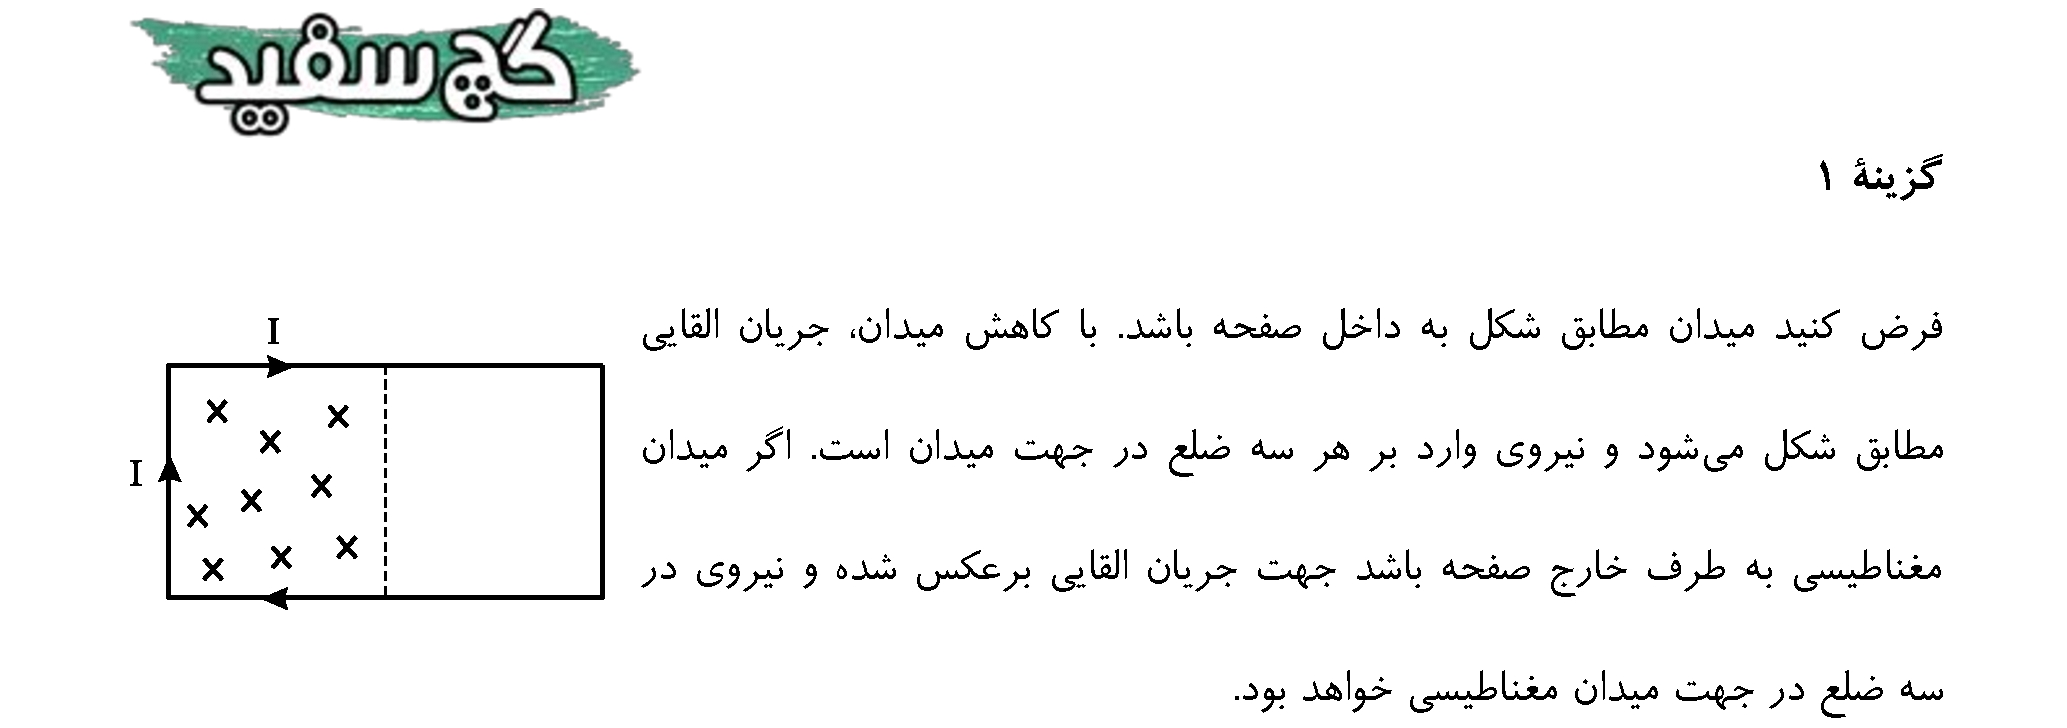 گچ سفید
گزینهٔ ۱
فرض کنید میدان مطابق شکل به داخل صفحه باشد. با کاهش میدان، جریان القایی
مطابق شکل می‌شود و نیروی وارد بر هر سه ضلع در جهت میدان است. اگر میدان
مغناطیسی به طرف خارج صفحه باشد جهت جریان القایی برعکس شده و نیروی در
سه ضلع در جهت میدان مغناطیسی خواهد بود.
I
I